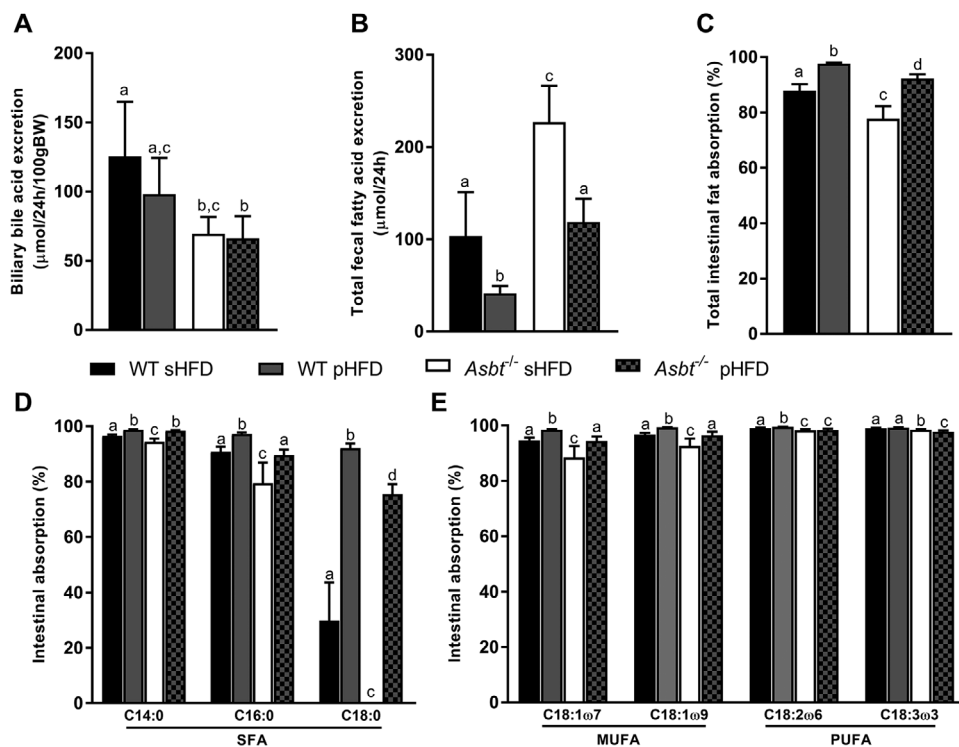 A
Biliary bile acid excretion
(μmol/24h/100gBW)
200
150
100
50
0
a
a,c
b,c
b
B
Total fecal fatty acid excretion
(μmol/24h)
300
200
100
0
a
b
c
a
C
Total intestinal fat absorption (%)
100
80
60
40
20
0
a
b
c
d
WT sHFD
WT pHFD
Asbt-/- sHFD
Asbt-/- pHFD
D
Intestinal absorption (%)
100
80
60
40
20
0
a b c b
a b c a
a b c d
C14:0 C16:0 C18:0
SFA
E
Intestinal absorption (%)
100
80
60
40
20
0
a b c a
a b c a
a b c c
a a b c
C18:1ω7 C18:1ω9 C18:2ω6 C18:3ω3
MUFA PUFA